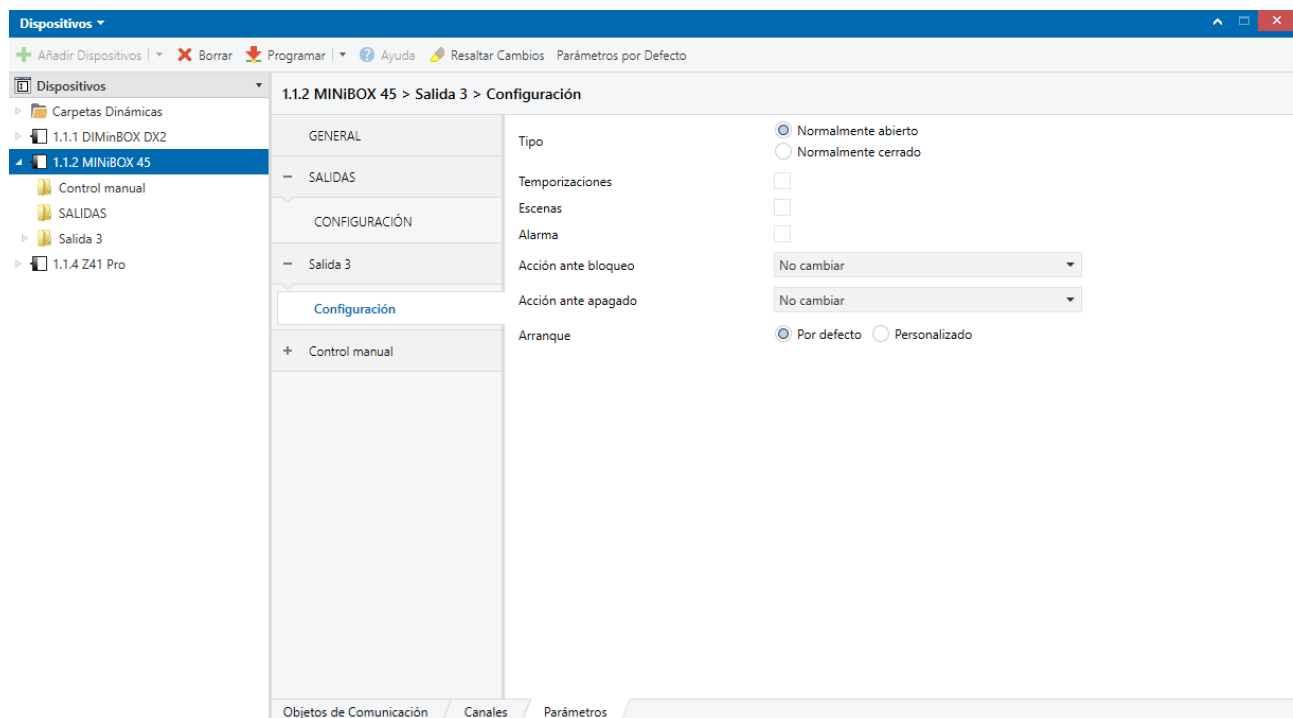 Dispositivos
Añadir Dispositivos Borrar Programar Ayuda Resaltar Cambios Parámetros por Defecto
Dispositivos
Carpetas Dinámicas
1.1.1 DIMinBOX DX2
1.1.2 MINiBOX 45
Control manual
SALIDAS
Salida 3
1.1.4 Z41 Pro
1.1.2 MINiBOX 45 > Salida 3 > Configuración
GENERAL
SALIDAS
CONFIGURACIÓN
Salida 3
Configuración
Control manual
Tipo
Normalmente abierto
Normalmente cerrado
Temporizaciones
Escenas
Alarma
Acción ante bloqueo No cambiar
Acción ante apagado No cambiar
Arranque Por defecto Personalizado
Objetos de Comunicación Canales Parámetros